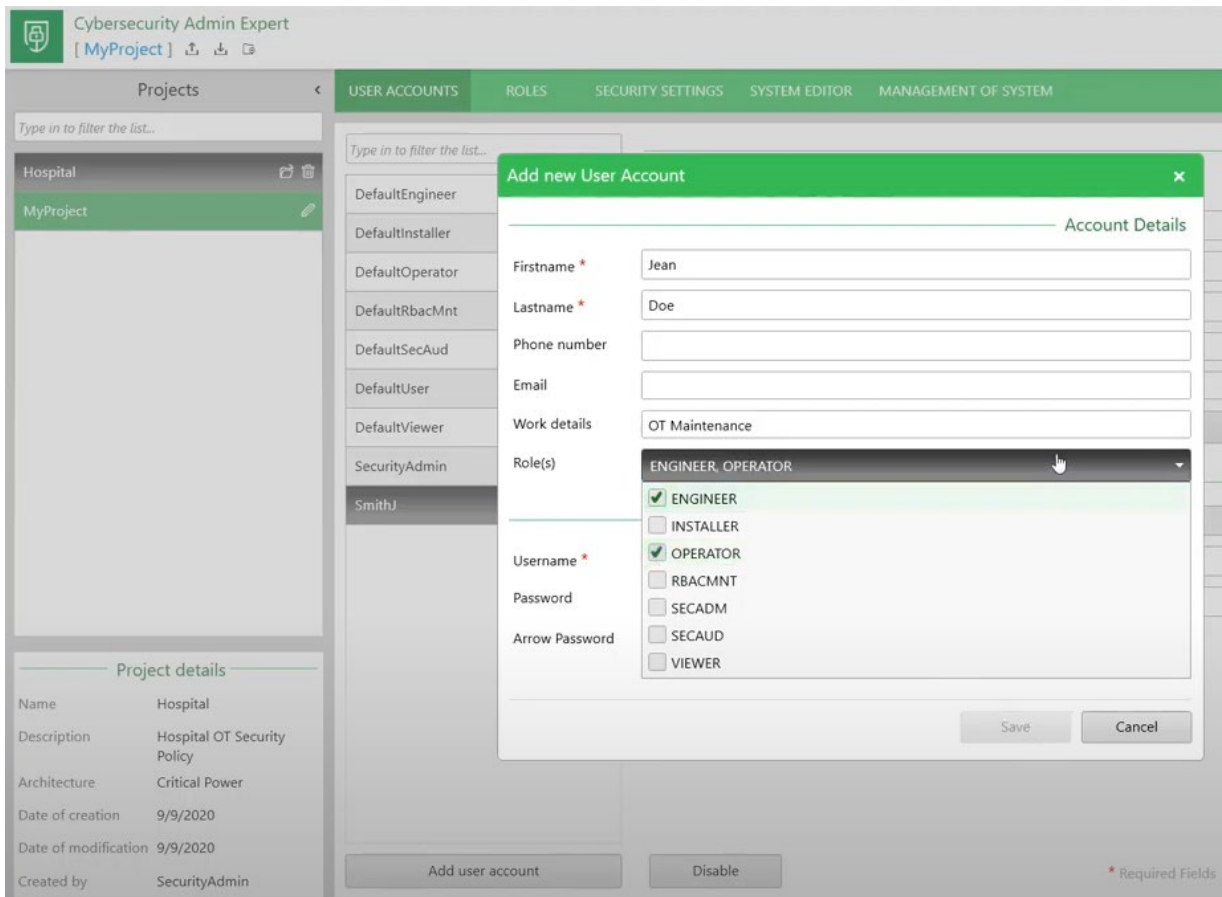 Cybersecurity Admin Expert
[ MyProject ]
Projects
USER ACCOUNTS ROLES SECURITY SETTINGS SYSTEM EDITOR MANAGEMENT OF SYSTEM
Type in to filter the list...
Hospital
MyProject
Project details
Name Hospital
Description Hospital OT Security
Policy
Architecture Critical Power
Date of creation 9/9/2020
Date of modification 9/9/2020
Created by SecurityAdmin
Type in to filter the list...
DefaultEngineer
DefaultInstaller
DefaultOperator
DefaultRbacMnt
DefaultSecAud
DefaultUser
DefaultViewer
SecurityAdmin
SmithJ
Add user account
Disable
* Required Fields
Add new User Account
Account Details
Firstname * Jean
Lastname * Doe
Phone number
Email
Work details OT Maintenance
Role(s) ENGINEER, OPERATOR
ENGINEER
INSTALLER
OPERATOR
RBACMNT
SECADM
SECAUD
VIEWER
Username *
Password
Arrow Password
Save Cancel